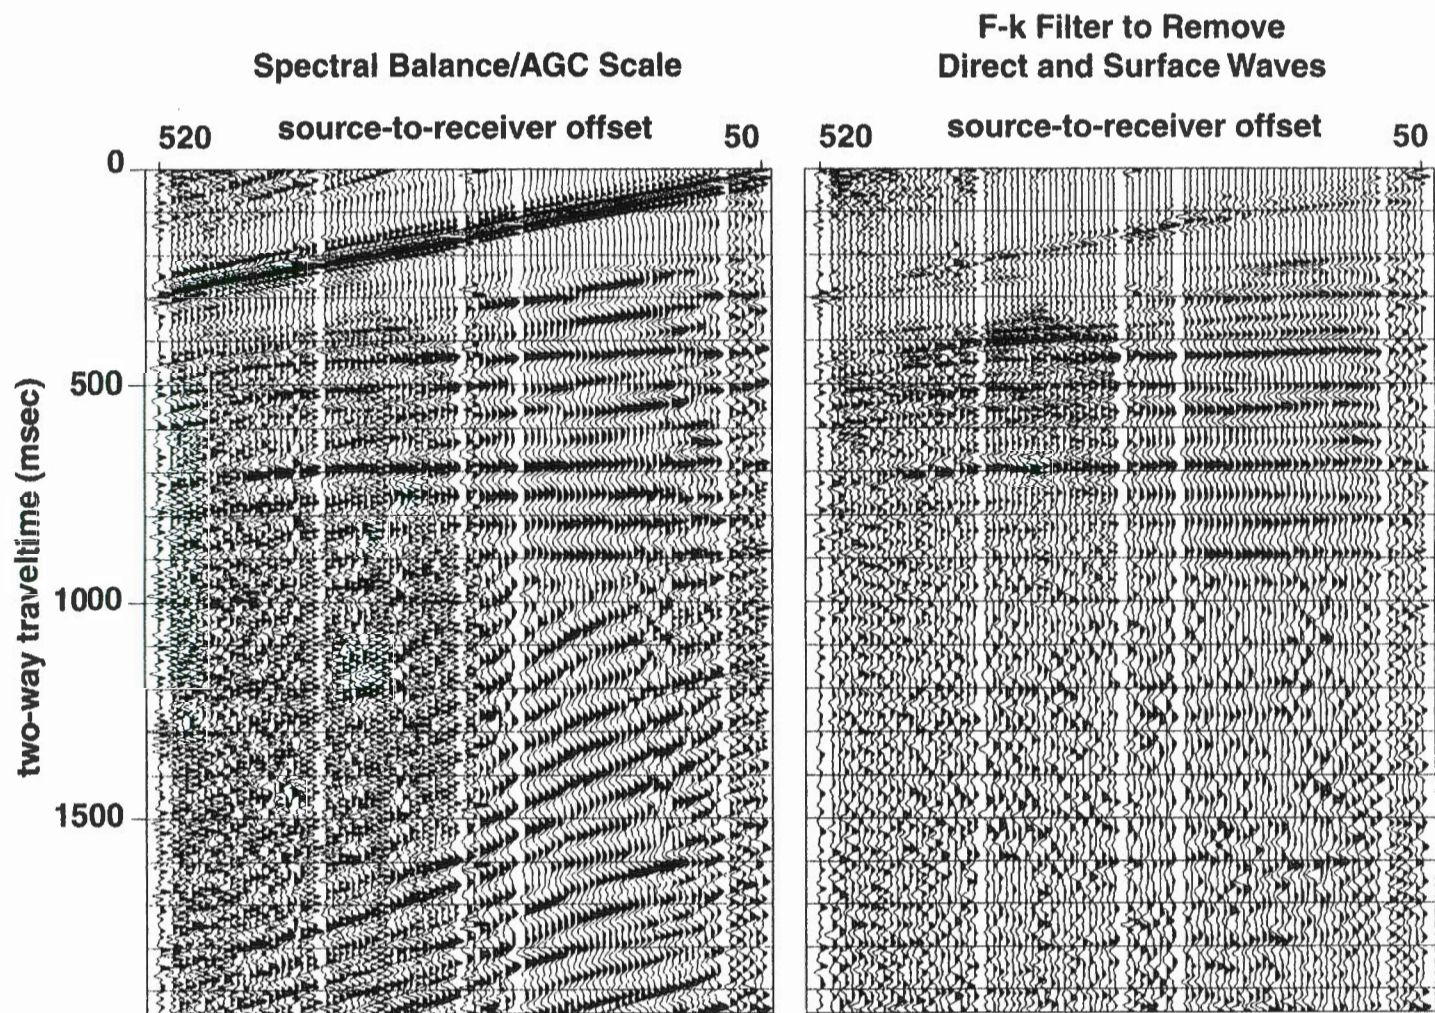 Spectral Balance/AGC Scale
F-k Filter to Remove
Direct and Surface Waves
520 source-to-receiver offset 50
520 source-to-receiver offset 50
0
500
1000
1500
two-way traveltime (msec)